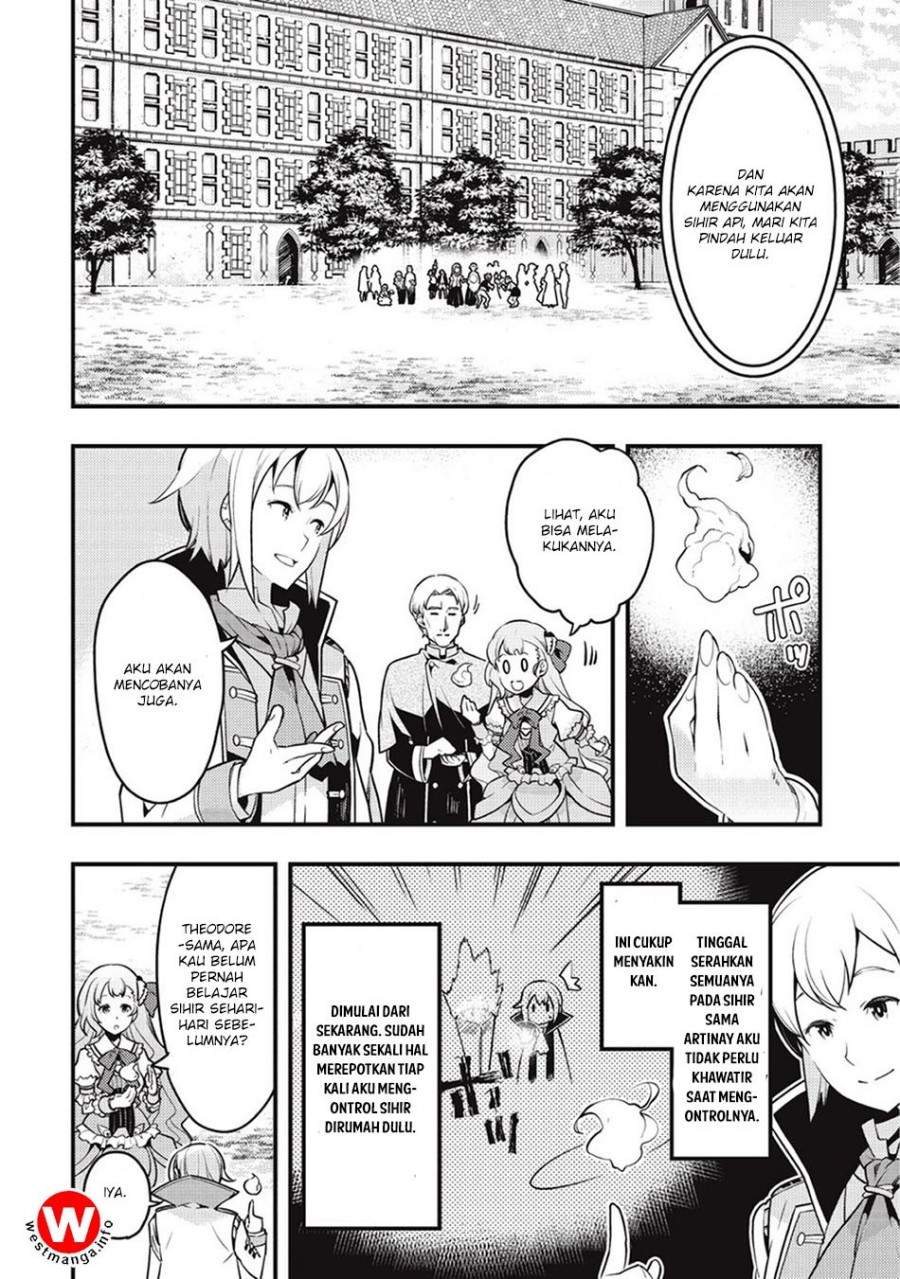 DAN
KARENA KITA AKAN
MENGGUNAKAN
SIHIR API, MARI KITA
PINDAH KELUAR
DULU.
ポッ
LIHAT, AKU
BISA MELA-
KUKANNYA.
AKU AKAN
MENCOBANYA
JUGA.
TINGGAL
SERAHKAN
SEMUANYA
PADA SIHIR
SAMA
ARTINAY AKU
TIDAK PERLU
KHAWATIR
SAAT MENG-
ONTROLNYA.
INI CUKUP
MENYAKIN
KAN.
DIMULAI DARI
SEKARANG. SUDAH
BANYAK SEKALI HAL
MEREPOTKAN TIAP
KALI AKU MENG-
ONTROL SIHIR
DIRUMAH DULU.
THEODORE
-SAMA, APA
KAU BELUM
PERNAH
BELAJAR
SIHIR SEHARI-
HARI SEBE-
LUMNYA?
IYA.
W
westmanga.info